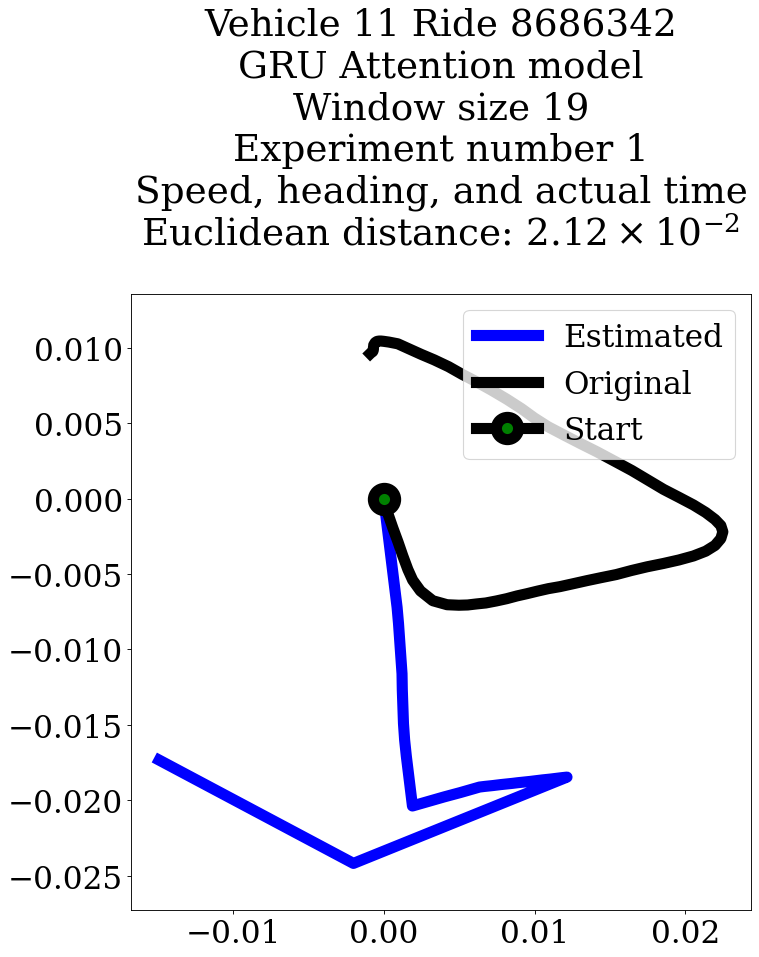 Vehicle 11 Ride 8686342
GRU Attention model
Window size 19
Experiment number 1
Speed, heading, and actual time
Euclidean distance: 2.12 × 10⁻²
Estimated
Original
Start
0.010
0.005
0.000
−0.005
−0.010
−0.015
−0.020
−0.025
−0.01 0.00 0.01 0.02